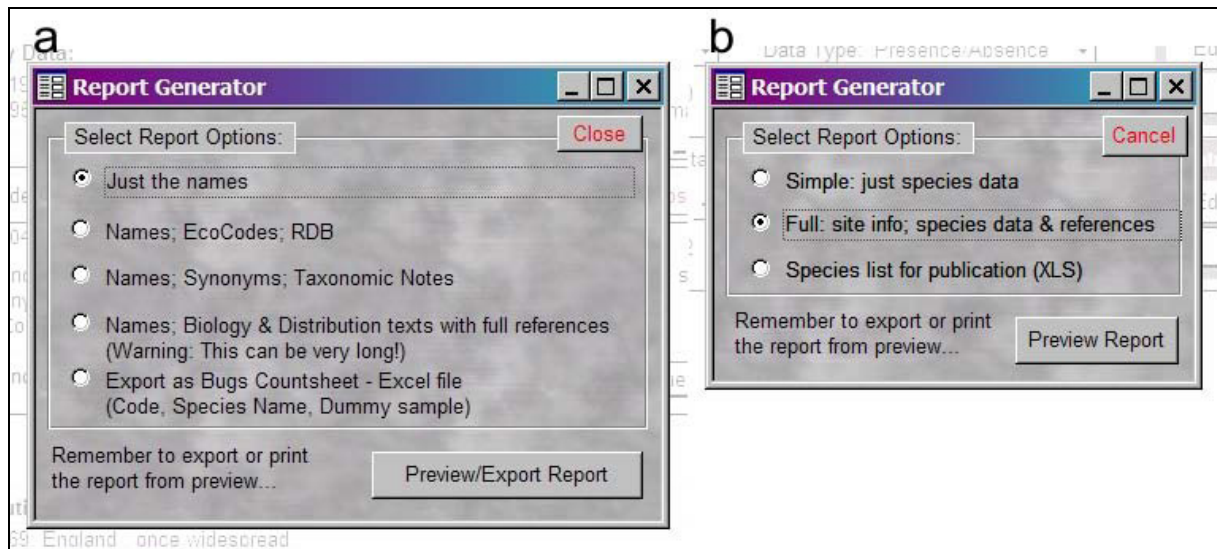 a
Report Generator
Select Report Options:
Close
Just the names
Names; EcoCodes; RDB
Names; Synonyms; Taxonomic Notes
Names; Biology & Distribution texts with full references
(Warning: This can be very long!)
Export as Bugs Countsheet - Excel file
(Code, Species Name, Dummy sample)
Remember to export or print
the report from preview...
Preview/Export Report
69: England once widespread
b
Data Type: Presence/Absence
Report Generator
Select Report Options:
Cancel
Simple: just species data
Full: site info; species data & references
Species list for publication (XLS)
Remember to export or print
the report from preview...
Preview Report